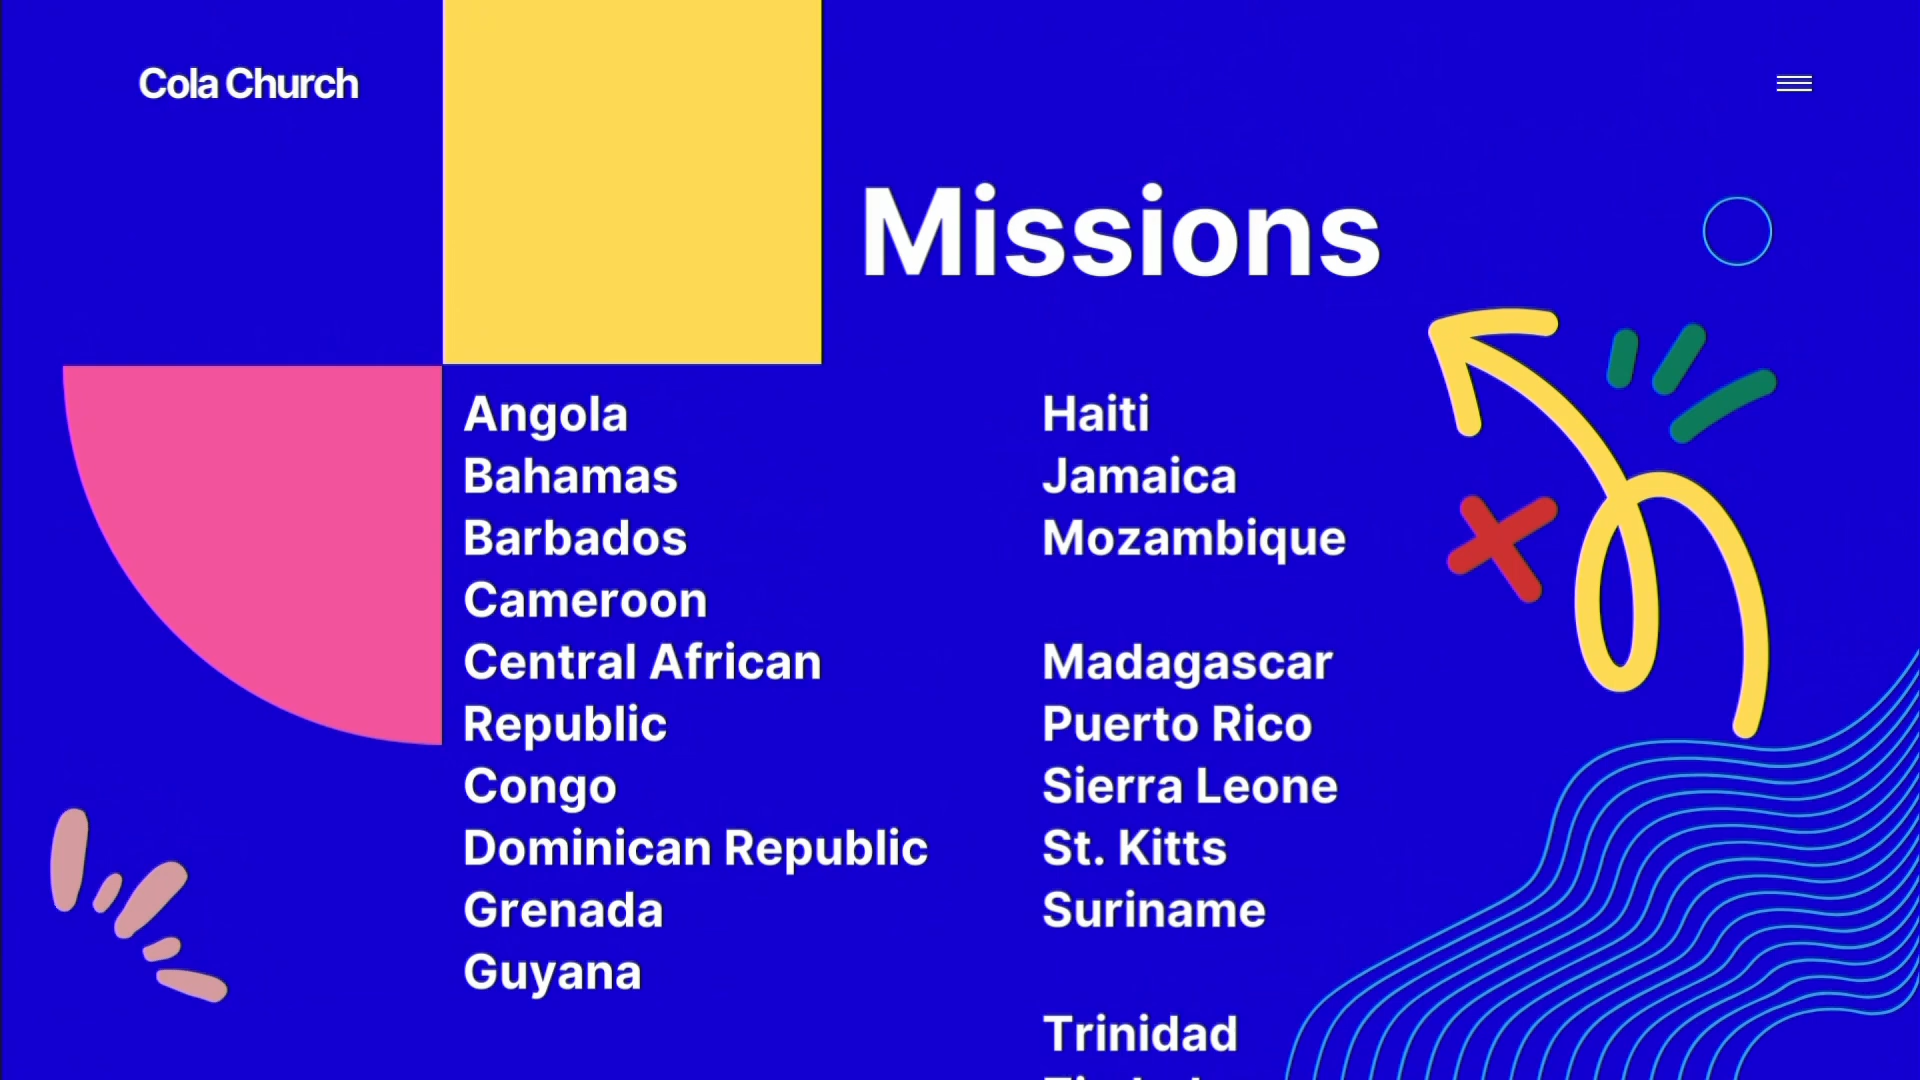 Cola Church
Missions
Angola
Bahamas
Barbados
Cameroon
Central African
Republic
Congo
Dominican Republic
Grenada
Guyana
Haiti
Jamaica
Mozambique
Madagascar
Puerto Rico
Sierra Leone
St. Kitts
Suriname
Trinidad